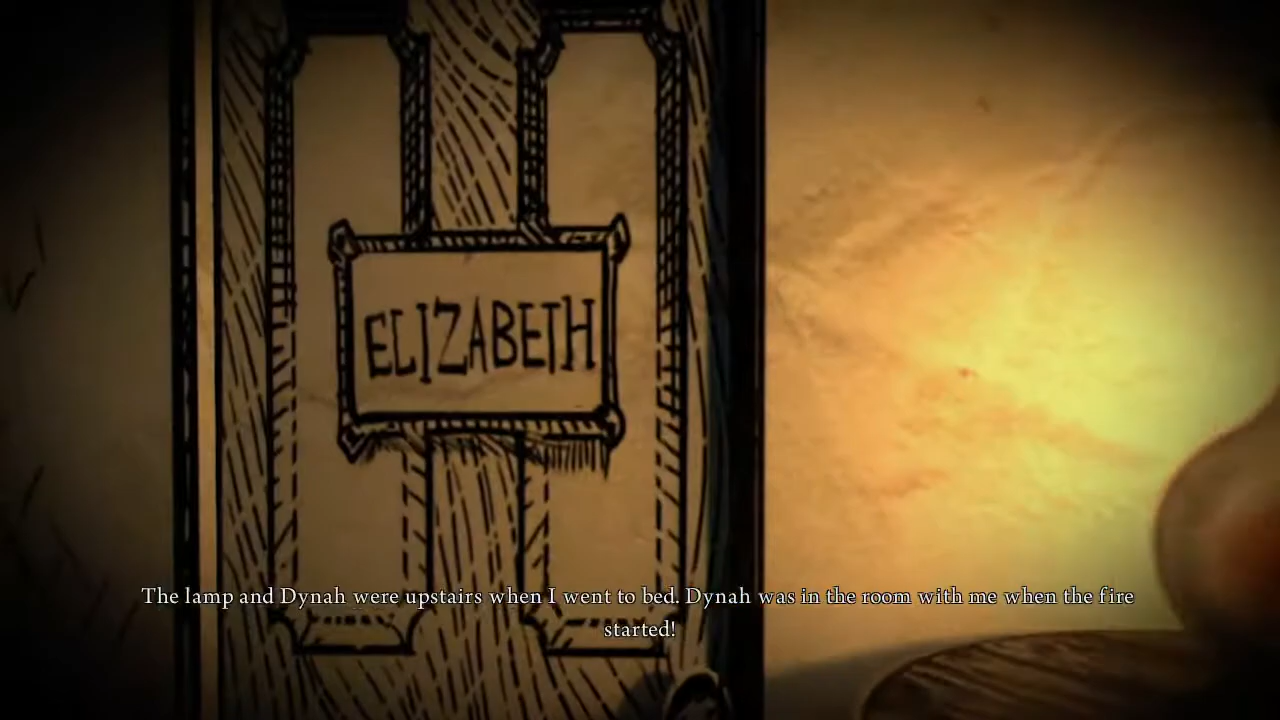 ELIZABETH
The lamp and Dynah were upstairs when I went to bed. Dynah was in the room with me when the fire
started!